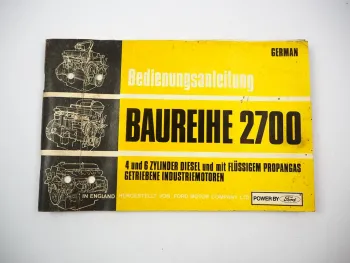 GERMAN
Bedienungsanleitung
BAUREIHE 2700
4 und 6 ZYLINDER DIESEL und mit FLÜSSIGEM PROPANGAS
GETRIEBENE INDUSTRIEMOTOREN
IN ENGLAND HERGESTELLT VON FORD MOTOR COMPANY LTD
POWER BY Ford